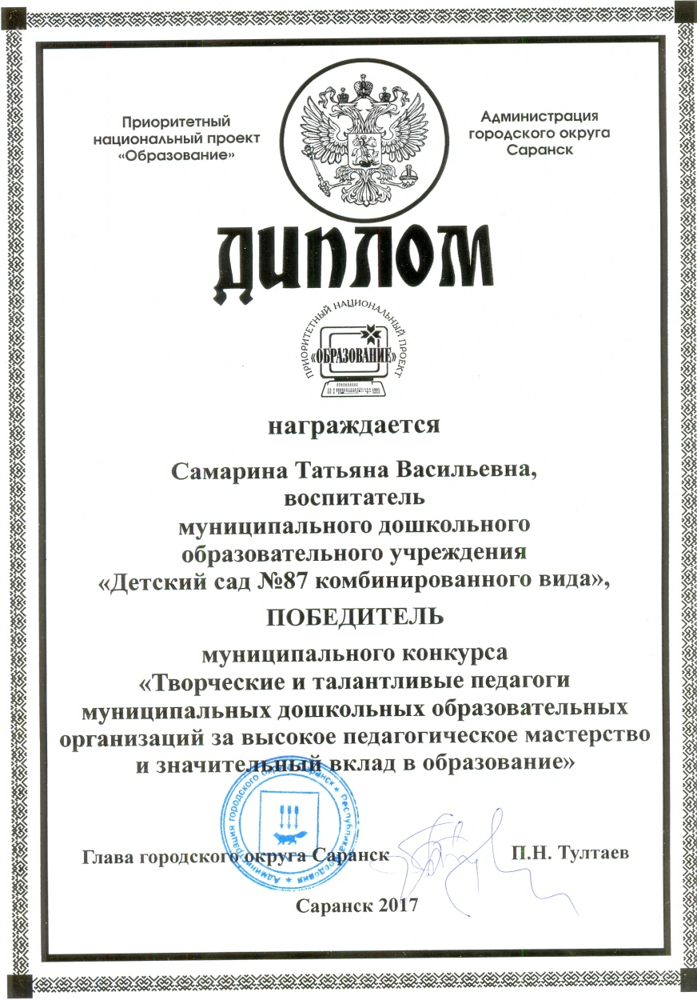 Приоритетный
национальный проект
«Образование»
Администрация
городского округа
Саранск
ДИПЛОМ
ПРИОРИТЕТНЫЙ НАЦИОНАЛЬНЫЙ ПРОЕКТ
«ОБРАЗОВАНИЕ»
награждается
Самарина Татьяна Васильевна,
воспитатель
муниципального дошкольного
образовательного учреждения
«Детский сад №87 комбинированного вида»,
ПОБЕДИТЕЛЬ
муниципального конкурса
«Творческие и талантливые педагоги
муниципальных дошкольных образовательных
организаций за высокое педагогическое мастерство
и значительный вклад в образование»
Администрация городского округа Саранск * Республика Мордовия *
Глава городского округа Саранск
П.Н. Тултаев
Саранск 2017